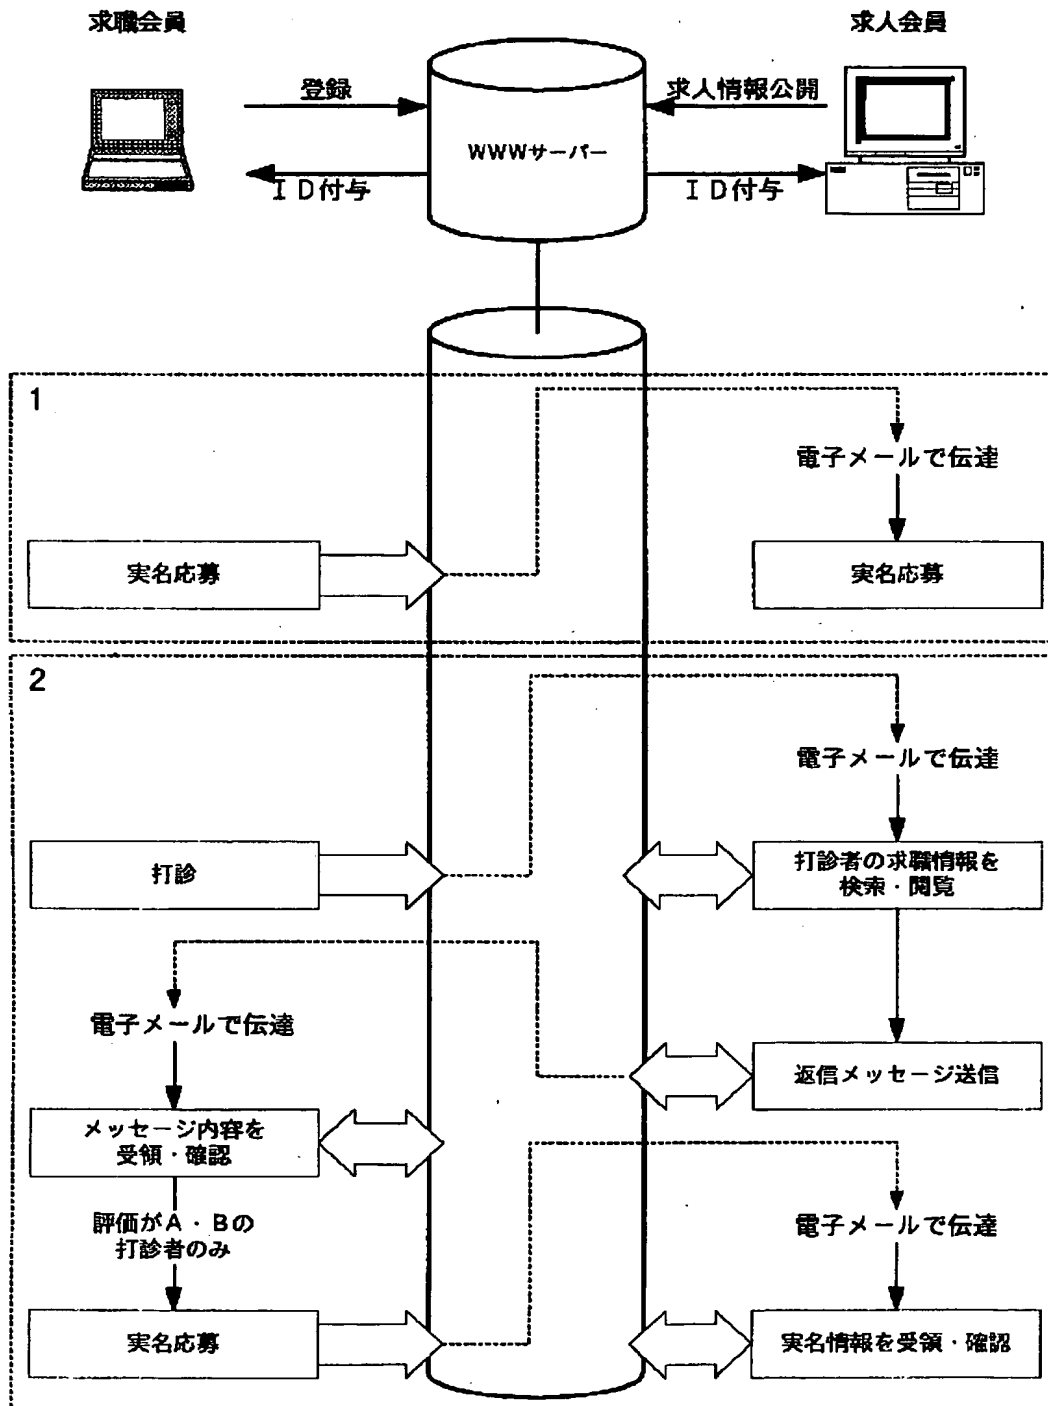 求職会員
求人会員
登録
求人情報公開
WWWサーバー
ID付与
ID付与
1
電子メールで伝達
実名応募
実名応募
2
電子メールで伝達
打診
打診者の求職情報を
検索・閲覧
電子メールで伝達
返信メッセージ送信
メッセージ内容を
受領・確認
評価がA・Bの
打診者のみ
電子メールで伝達
実名応募
実名情報を受領・確認